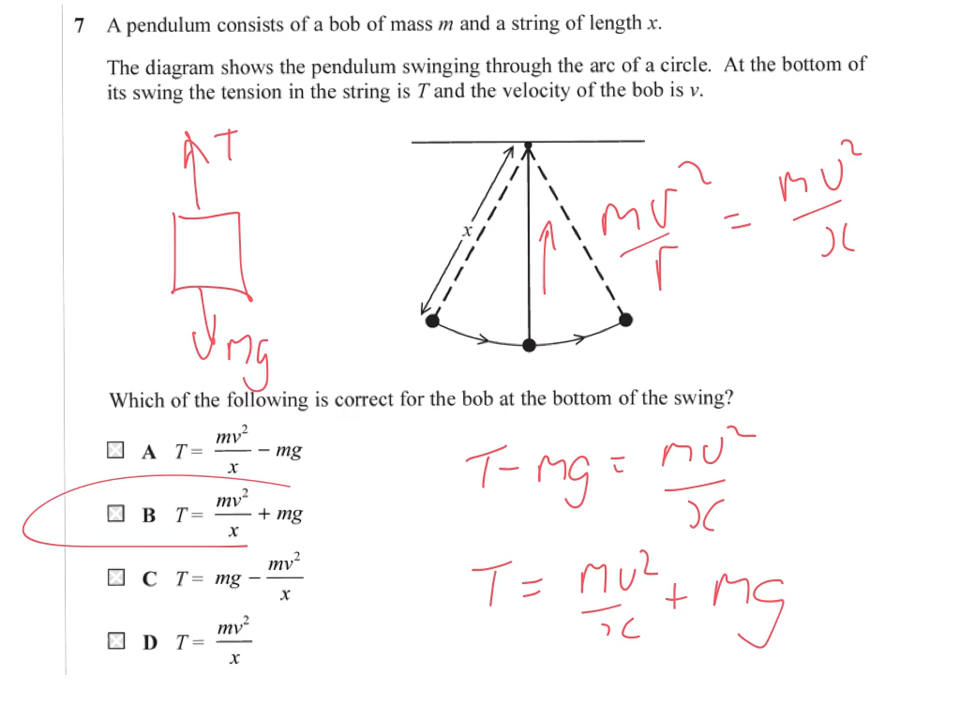 7 A pendulum consists of a bob of mass m and a string of length x.
The diagram shows the pendulum swinging through the arc of a circle. At the bottom of
its swing the tension in the string is T and the velocity of the bob is v.
T
mg
x
mv²/r = mv²/x
Which of the following is correct for the bob at the bottom of the swing?
A T = mv²/x − mg
B T = mv²/x + mg
C T = mg − mv²/x
D T = mv²/x
T − mg = mv²/x
T = mv²/x + mg